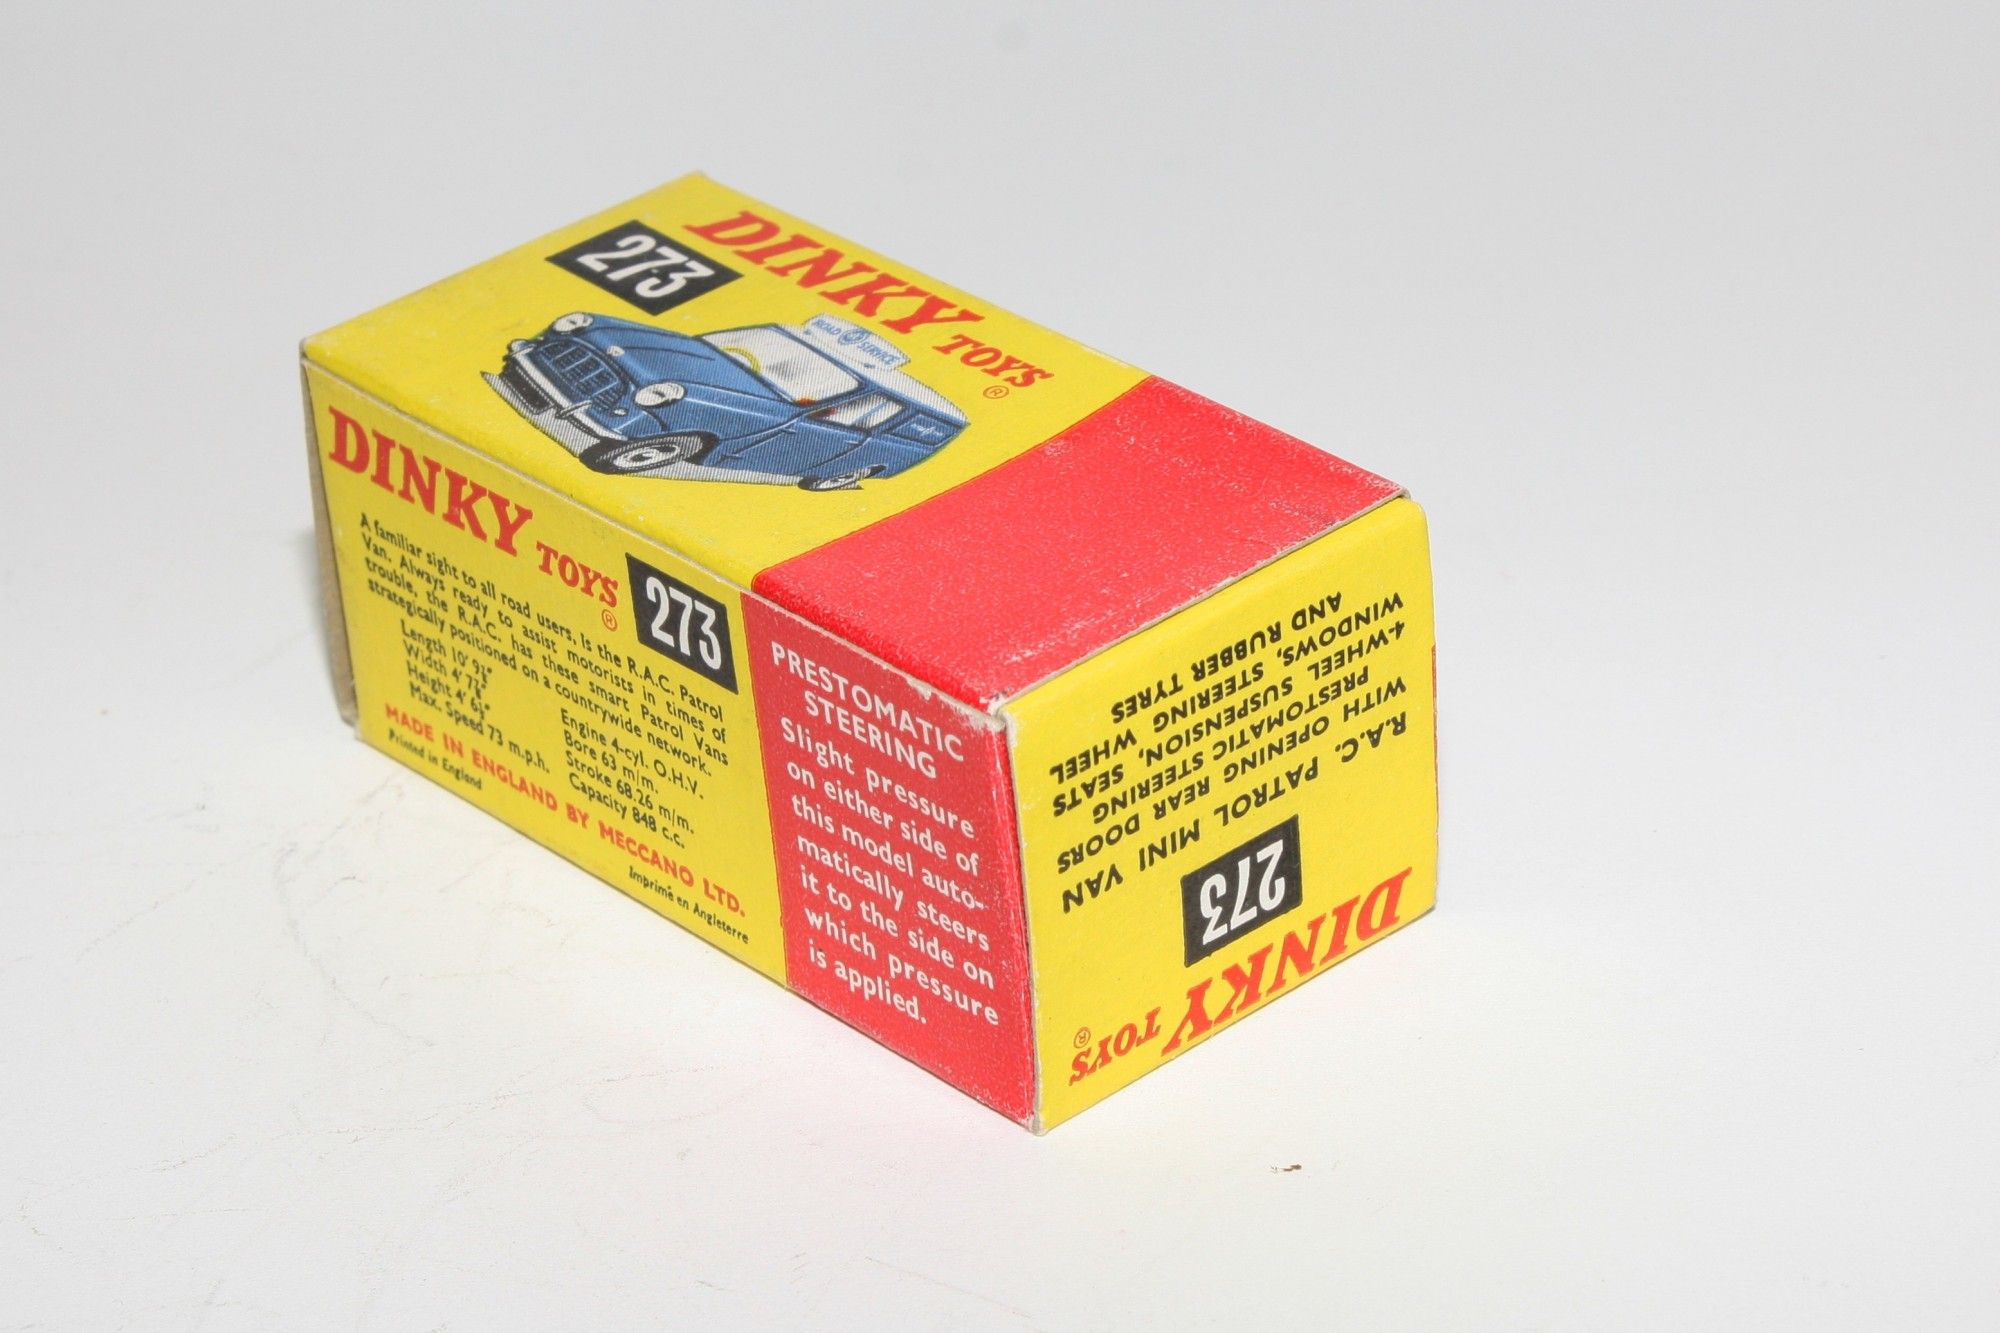 DINKY TOYS ®
273
ROAD SERVICE
DINKY TOYS ®
273
A familiar sight to all road users, is the R.A.C. Patrol
Van. Always ready to assist motorists in times of
trouble, the R.A.C. has these smart Patrol Vans
strategically positioned on a countrywide network.
Length 10' 9½"
Width 4' 7½"
Height 4' 6½"
Max. Speed 73 m.p.h.
Engine 4-cyl. O.H.V.
Bore 63 m/m.
Stroke 68.26 m/m.
Capacity 848 c.c.
MADE IN ENGLAND BY MECCANO LTD.
Printed in England
Imprimé en Angleterre
PRESTOMATIC
STEERING
Slight pressure
on either side of
this model auto-
matically steers
it to the side on
which pressure
is applied.
DINKY TOYS ®
273
R.A.C. PATROL MINI VAN
WITH OPENING REAR DOORS
PRESTOMATIC STEERING
4-WHEEL SUSPENSION, SEATS
WINDOWS, STEERING WHEEL
AND RUBBER TYRES